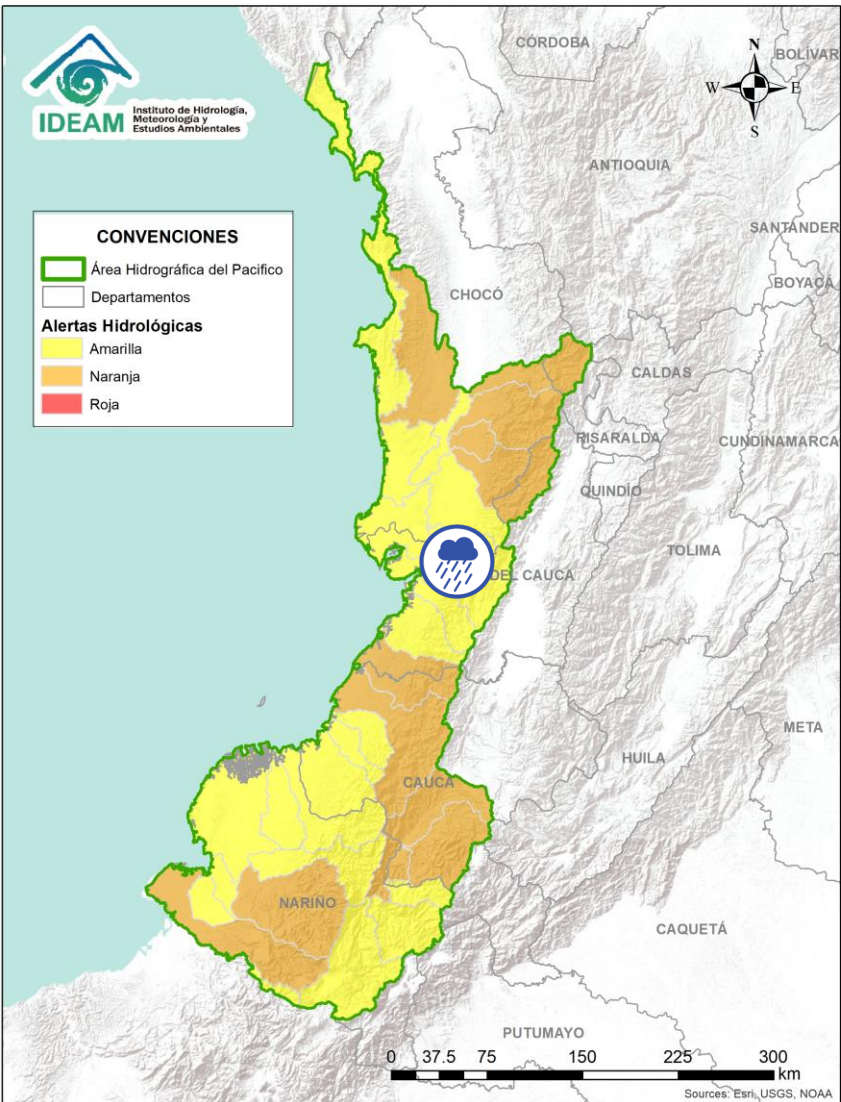 IDEAM
Instituto de Hidrología,
Meteorología y
Estudios Ambientales
N
W
E
S
CÓRDOBA
BOLÍVAR
ANTIOQUIA
SANTANDER
BOYACÁ
CHOCÓ
CALDAS
RISARALDA
CUNDINAMARCA
QUINDÍO
TOLIMA
DEL CAUCA
META
HUILA
CAUCA
NARIÑO
CAQUETÁ
PUTUMAYO
CONVENCIONES
Área Hidrográfica del Pacifico
Departamentos
Alertas Hidrológicas
Amarilla
Naranja
Roja
0 37.5 75 150 225 300
km
Sources: Esri, USGS, NOAA